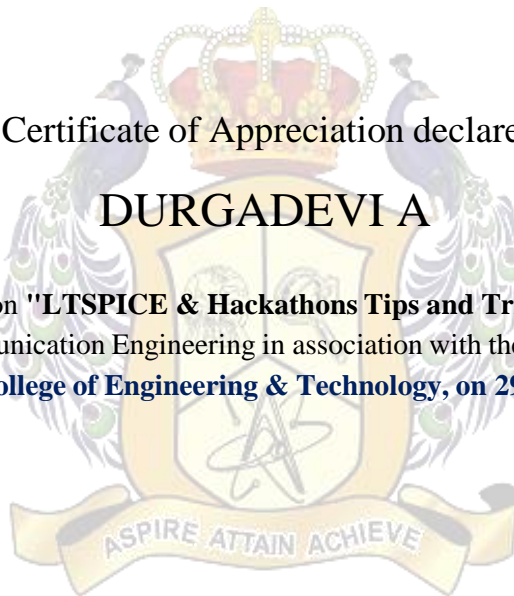 Certificate of Appreciation declare
DURGADEVI A
on "LTSPICE & Hackathons Tips and Tr
unication Engineering in association with the
ollege of Engineering & Technology, on 29
ASPIRE ATTAIN ACHIEVE